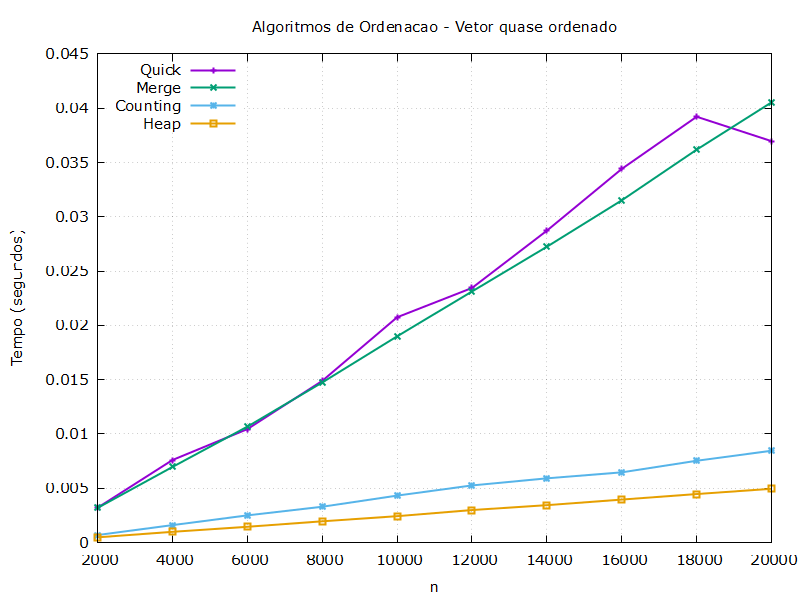 Algoritmos de Ordenacao - Vetor quase ordenado
Quick
Merge
Counting
Heap
0.045
0.04
0.035
0.03
0.025
0.02
0.015
0.01
0.005
0
Tempo (segundos)
2000 4000 6000 8000 10000 12000 14000 16000 18000 20000
n